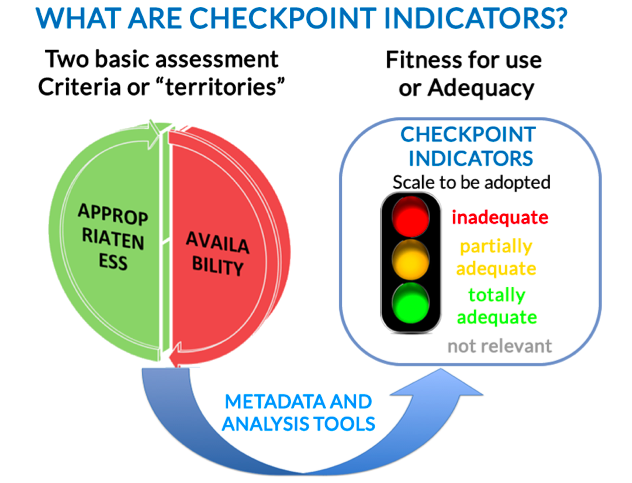 WHAT ARE CHECKPOINT INDICATORS?
Two basic assessment
Criteria or “territories”
APPROP
RIATEN
ESS
AVAILA
BILITY
Fitness for use
or Adequacy
CHECKPOINT
INDICATORS
Scale to be adopted
inadequate
partially
adequate
totally
adequate
not relevant
METADATA AND
ANALYSIS TOOLS